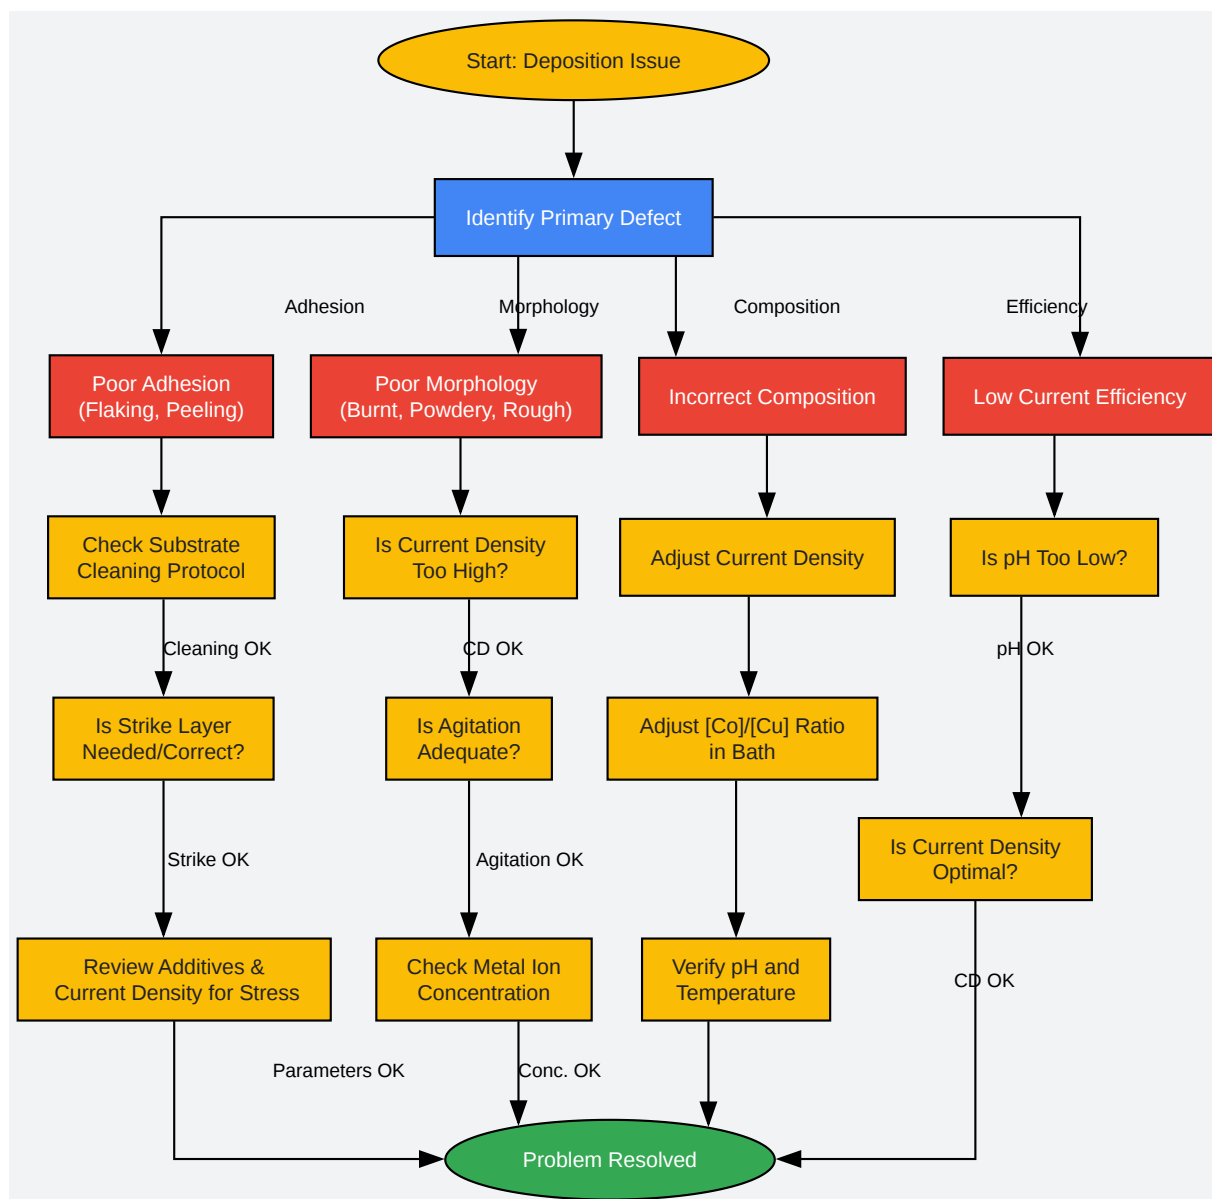 Start: Deposition Issue
Identify Primary Defect
Adhesion
Morphology
Composition
Efficiency
Poor Adhesion
(Flaking, Peeling)
Poor Morphology
(Burnt, Powdery, Rough)
Incorrect Composition
Low Current Efficiency
Check Substrate
Cleaning Protocol
Is Current Density
Too High?
Adjust Current Density
Is pH Too Low?
Cleaning OK
CD OK
pH OK
Is Strike Layer
Needed/Correct?
Is Agitation
Adequate?
Adjust [Co]/[Cu] Ratio
in Bath
Strike OK
Agitation OK
Is Current Density
Optimal?
Review Additives &
Current Density for Stress
Check Metal Ion
Concentration
Verify pH and
Temperature
CD OK
Parameters OK
Conc. OK
Problem Resolved